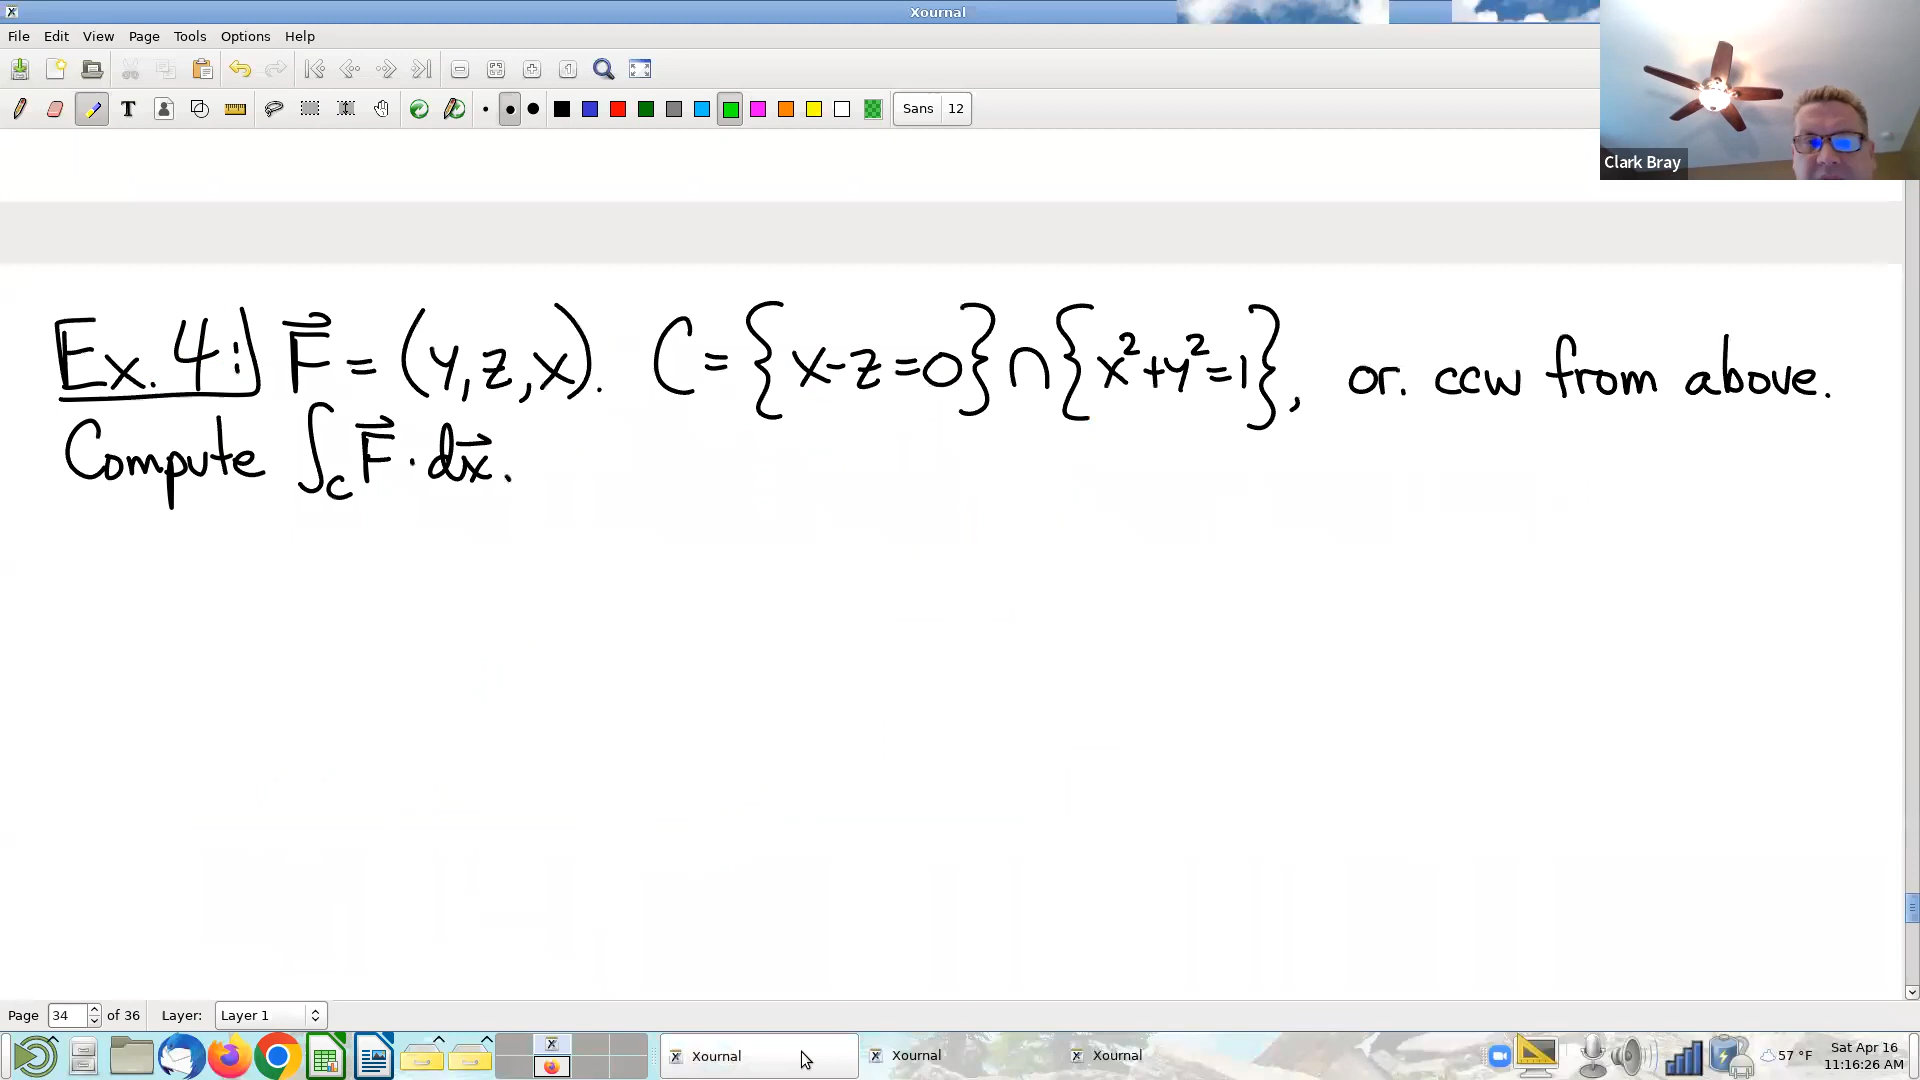 Xournal
File Edit View Page Tools Options Help
Sans 12
Clark Bray
Ex. 4: F⃗ = (y, z, x). C = {x-z=0} ∩ {x²+y²=1}, or. ccw from above.
Compute ∫_C F⃗ · dx⃗.
Page 34 of 36 Layer: Layer 1
Xournal Xournal Xournal 57 °F Sat Apr 16
11:16:26 AM